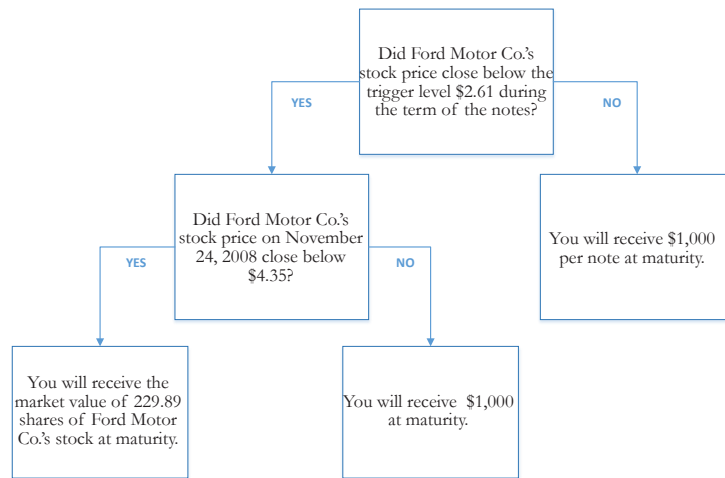 Did Ford Motor Co.'s
stock price close below the
trigger level $2.61 during
the term of the notes?
YES
NO
Did Ford Motor Co.'s
stock price on November
24, 2008 close below
$4.35?
You will receive $1,000
per note at maturity.
YES
NO
You will receive the
market value of 229.89
shares of Ford Motor
Co.'s stock at maturity.
You will receive  $1,000
at maturity.